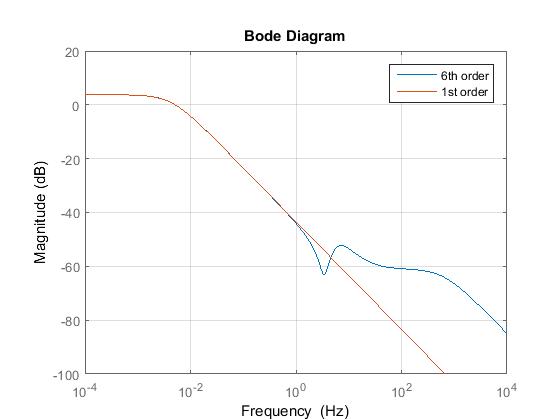 Bode Diagram
20
0
-20
-40
-60
-80
-100
Magnitude (dB)
6th order
1st order
10^-4
10^-2
10^0
10^2
10^4
Frequency (Hz)